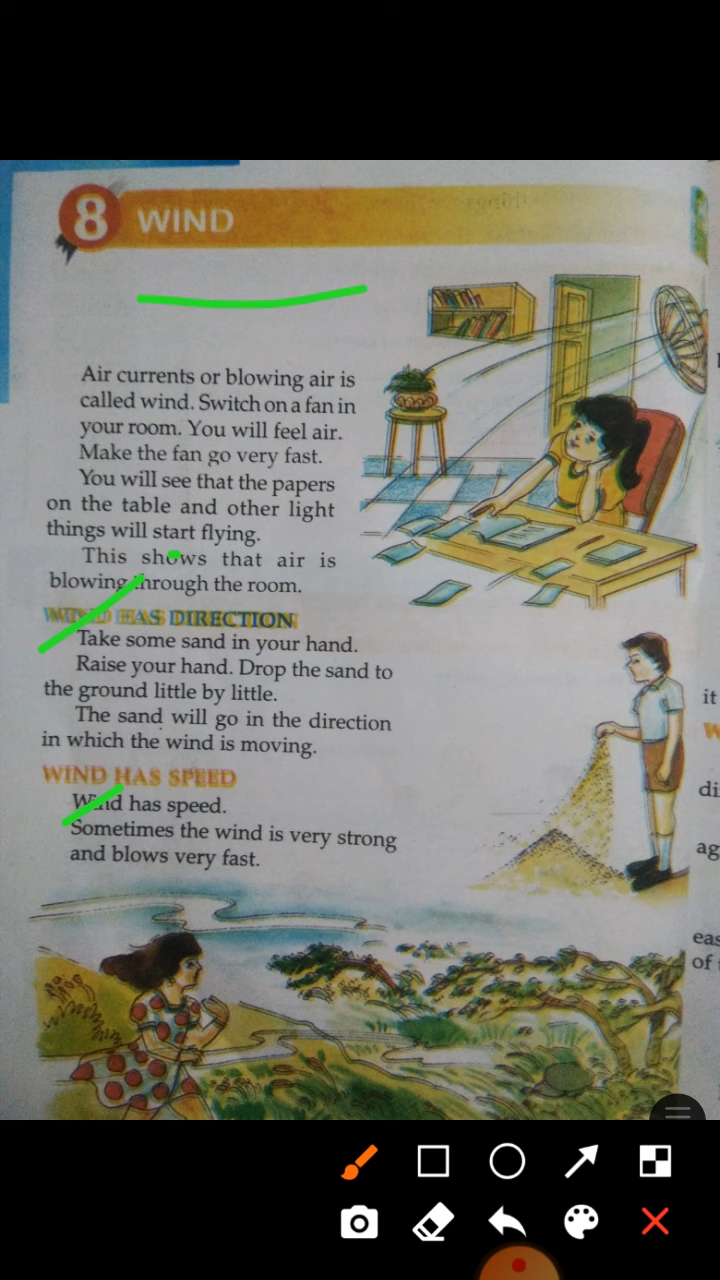 8 WIND
Air currents or blowing air is
called wind. Switch on a fan in
your room. You will feel air.
Make the fan go very fast.
You will see that the papers
on the table and other light
things will start flying.
This shows that air is
blowing through the room.
WIND HAS DIRECTION
Take some sand in your hand.
Raise your hand. Drop the sand to
the ground little by little.
The sand will go in the direction
in which the wind is moving.
WIND HAS SPEED
Wind has speed.
Sometimes the wind is very strong
and blows very fast.
it
di
ag
eas
of